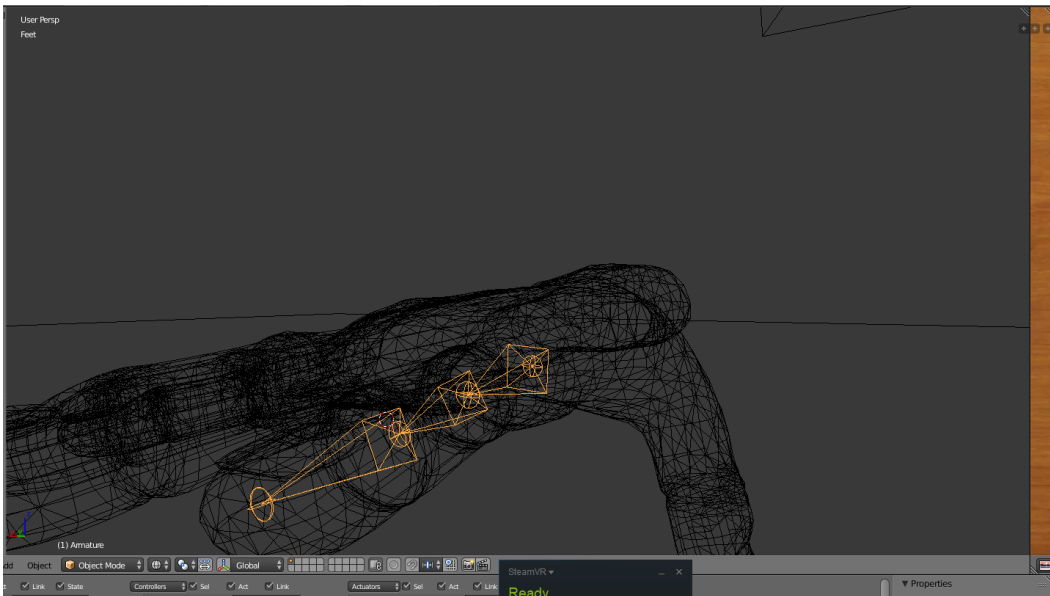 User Persp
Feet
(1) Armature
Object
Object Mode
Global
SteamVR
Ready
Link
State
Controllers
Sel
Act
Link
Actuators
Sel
Act
Link
Properties